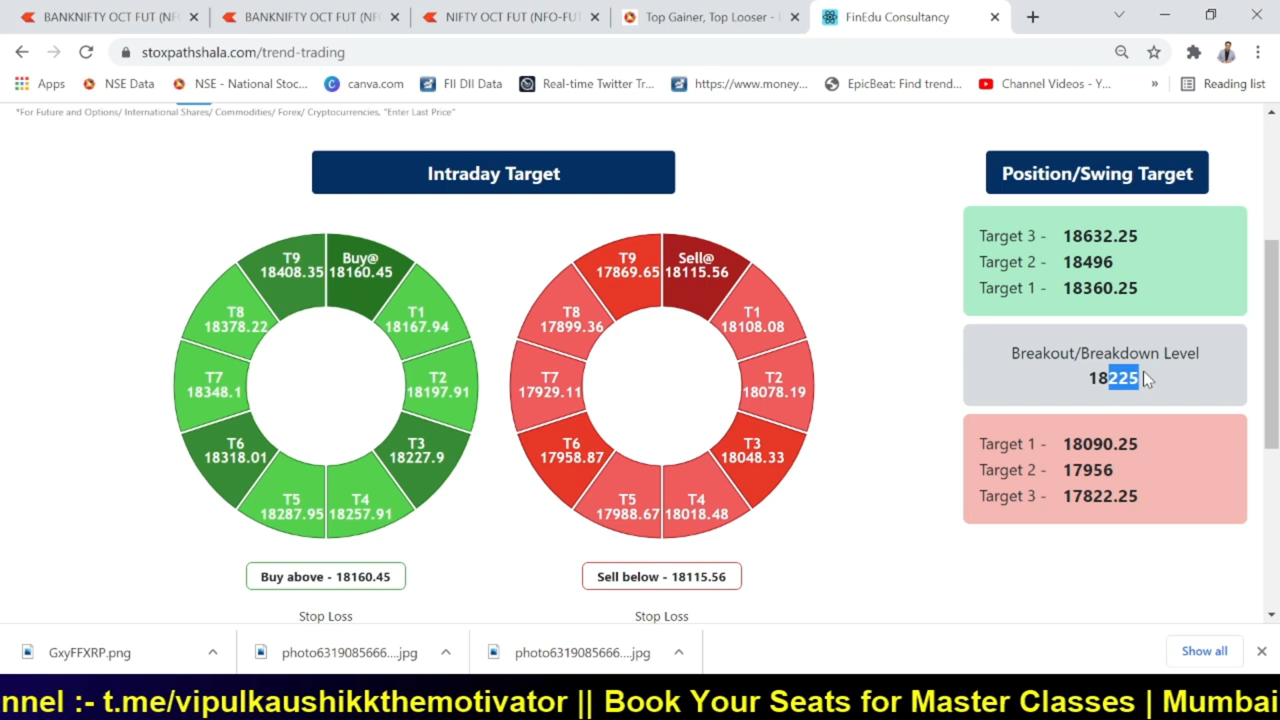 BANKNIFTY OCT FUT (NF
BANKNIFTY OCT FUT (NF
NIFTY OCT FUT (NFO-FU
Top Gainer, Top Looser -
FinEdu Consultancy
stoxpathshala.com/trend-trading
Apps
NSE Data
NSE - National Stoc...
canva.com
FII DII Data
Real-time Twitter Tr...
https://www.money...
EpicBeat: Find trend...
Channel Videos - Y...
»
Reading list
*For Future and Options/ International Shares/ Commodities/ Forex/ Cryptocurrencies, "Enter Last Price"
Intraday Target
T9
18408.35
Buy@
18160.45
T1
18167.94
T2
18197.91
T3
18227.9
T4
18257.91
T5
18287.95
T6
18318.01
T7
18348.1
T8
18378.22
Buy above - 18160.45
Stop Loss
T9
17869.65
Sell@
18115.56
T1
18108.08
T2
18078.19
T3
18048.33
T4
18018.48
T5
17988.67
T6
17958.87
T7
17929.11
T8
17899.36
Sell below - 18115.56
Stop Loss
Position/Swing Target
Target 3 - 18632.25
Target 2 - 18496
Target 1 - 18360.25
Breakout/Breakdown Level
18225
Target 1 - 18090.25
Target 2 - 17956
Target 3 - 17822.25
GxyFFXRP.png
photo6319085666....jpg
photo6319085666....jpg
Show all
nnel :- t.me/vipulkaushikkthemotivator || Book Your Seats for Master Classes | Mumbai